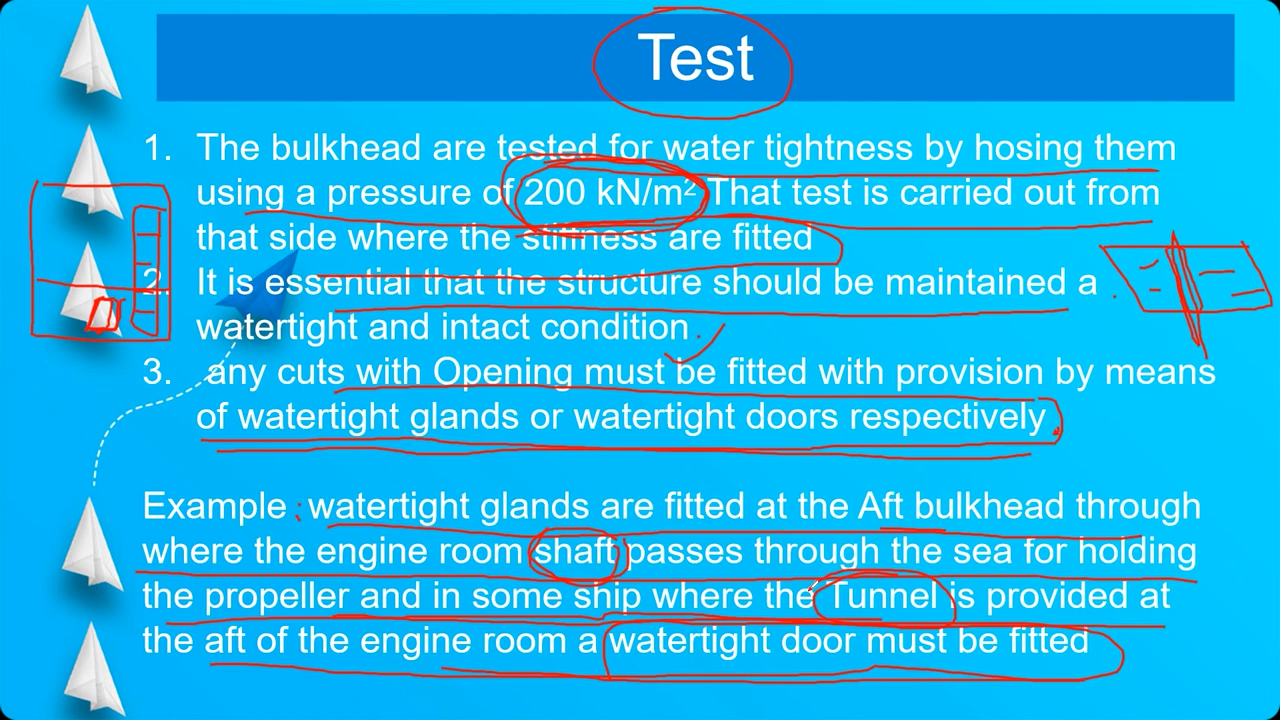 Test
1. The bulkhead are tested for water tightness by hosing them
using a pressure of 200 kN/m² That test is carried out from
that side where the stiffness are fitted
2. It is essential that the structure should be maintained a
watertight and intact condition.
3. any cuts with Opening must be fitted with provision by means
of watertight glands or watertight doors respectively.
Example : watertight glands are fitted at the Aft bulkhead through
where the engine room shaft passes through the sea for holding
the propeller and in some ship where the Tunnel is provided at
the aft of the engine room a watertight door must be fitted